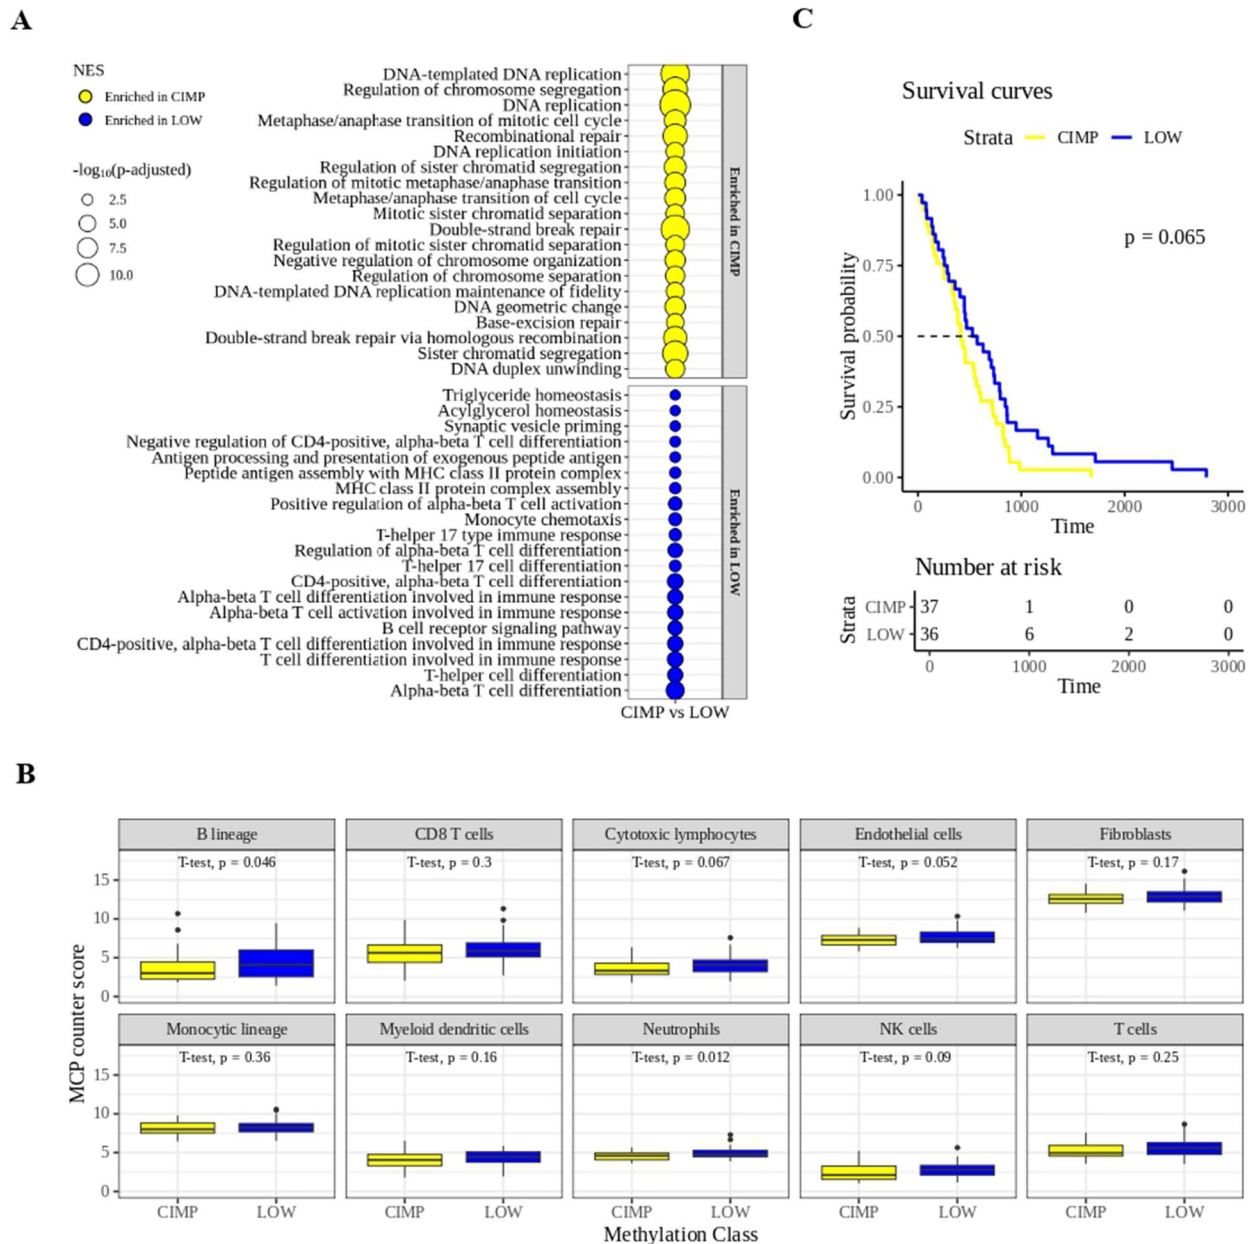 A
NES
Enriched in CIMP
Enriched in LOW
-log10(p-adjusted)
2.5
5.0
7.5
10.0
DNA-templated DNA replication
Regulation of chromosome segregation
DNA replication
Metaphase/anaphase transition of mitotic cell cycle
Recombinational repair
DNA replication initiation
Regulation of sister chromatid segregation
Regulation of mitotic metaphase/anaphase transition
Metaphase/anaphase transition of cell cycle
Mitotic sister chromatid separation
Double-strand break repair
Regulation of mitotic sister chromatid separation
Negative regulation of chromosome organization
Regulation of chromosome separation
DNA-templated DNA replication maintenance of fidelity
DNA geometric change
Base-excision repair
Double-strand break repair via homologous recombination
Sister chromatid segregation
DNA duplex unwinding
Enriched in CIMP
Triglyceride homeostasis
Acylglycerol homeostasis
Synaptic vesicle priming
Negative regulation of CD4-positive, alpha-beta T cell differentiation
Antigen processing and presentation of exogenous peptide antigen
Peptide antigen assembly with MHC class II protein complex
MHC class II protein complex assembly
Positive regulation of alpha-beta T cell activation
Monocyte chemotaxis
T-helper 17 type immune response
Regulation of alpha-beta T cell differentiation
T-helper 17 cell differentiation
CD4-positive, alpha-beta T cell differentiation
Alpha-beta T cell differentiation involved in immune response
Alpha-beta T cell activation involved in immune response
B cell receptor signaling pathway
CD4-positive, alpha-beta T cell differentiation involved in immune response
T cell differentiation involved in immune response
T-helper cell differentiation
Alpha-beta T cell differentiation
Enriched in LOW
CIMP vs LOW
C
Survival curves
Strata CIMP LOW
Survival probability
1.00
0.75
0.50
0.25
0.00
p = 0.065
0 1000 2000 3000
Time
Number at risk
Strata
CIMP 37 1 0 0
LOW 36 6 2 0
0 1000 2000 3000
Time
B
MCP counter score
B lineage CD8 T cells Cytotoxic lymphocytes Endothelial cells Fibroblasts
T-test, p = 0.046 T-test, p = 0.3 T-test, p = 0.067 T-test, p = 0.052 T-test, p = 0.17
15
10
5
0
Monocytic lineage Myeloid dendritic cells Neutrophils NK cells T cells
T-test, p = 0.36 T-test, p = 0.16 T-test, p = 0.012 T-test, p = 0.09 T-test, p = 0.25
15
10
5
0
CIMP LOW CIMP LOW CIMP LOW CIMP LOW CIMP LOW
Methylation Class